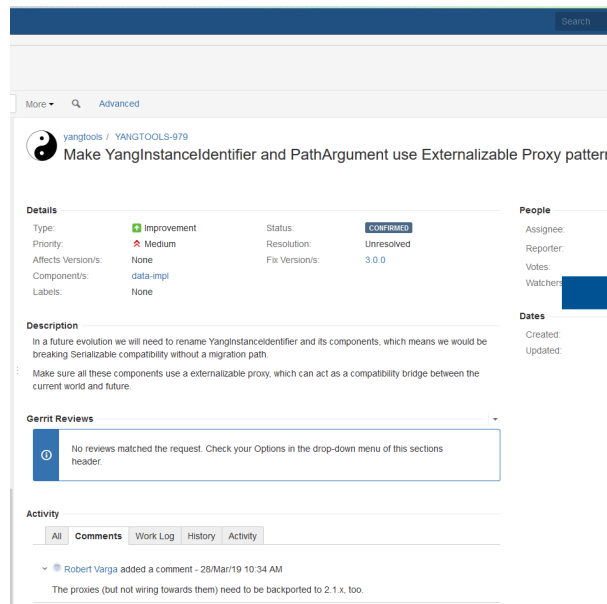 Search
More Advanced
yangtools / YANGTOOLS-979
Make YangInstanceIdentifier and PathArgument use Externalizable Proxy pattern
Details
People
Type: Improvement Status: CONFIRMED
Assignee:
Priority: Medium Resolution: Unresolved
Reporter:
Affects Version/s: None Fix Version/s: 3.0.0
Votes:
Component/s: data-impl
Watchers
Labels: None
Dates
Description
Created:
In a future evolution we will need to rename YangInstanceIdentifier and its components, which means we would be
breaking Serializable compatibility without a migration path.
Updated:
Make sure all these components use a externalizable proxy, which can act as a compatibility bridge between the
current world and future.
Gerrit Reviews
No reviews matched the request. Check your Options in the drop-down menu of this sections
header.
Activity
All Comments Work Log History Activity
Robert Varga added a comment - 28/Mar/19 10:34 AM
The proxies (but not wiring towards them) need to be backported to 2.1.x, too.